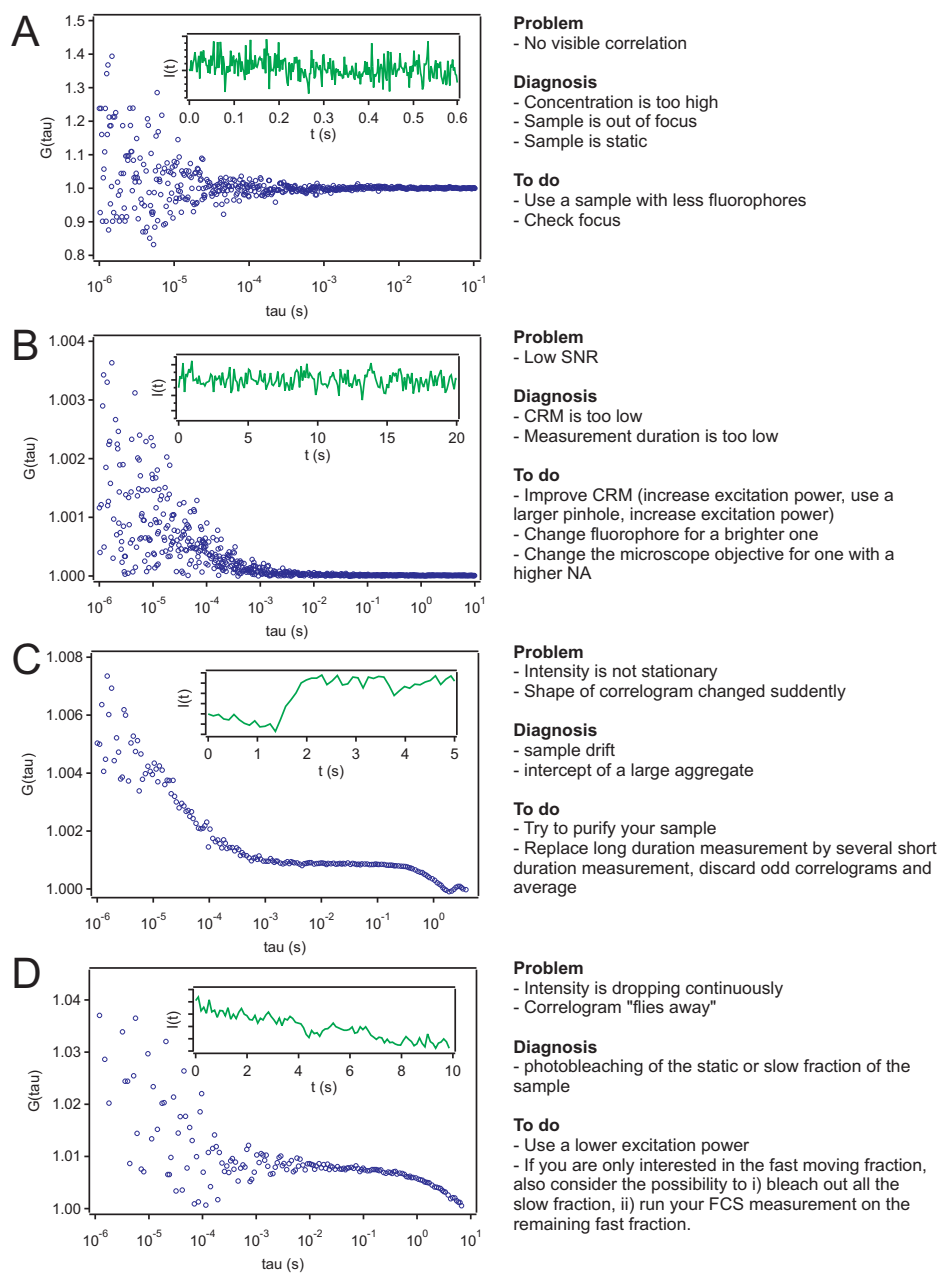 A
1.5
1.4
1.3
1.2
1.1
1.0
0.9
0.8
G(tau)
I(t)
0.0 0.1 0.2 0.3 0.4 0.5 0.6
t (s)
10-6 10-5 10-4 10-3 10-2 10-1
tau (s)
Problem
- No visible correlation
Diagnosis
- Concentration is too high
- Sample is out of focus
- Sample is static
To do
- Use a sample with less fluorophores
- Check focus
B
1.004
1.003
1.002
1.001
1.000
G(tau)
I(t)
0 5 10 15 20
t (s)
10-6 10-5 10-4 10-3 10-2 10-1 100 101
tau (s)
Problem
- Low SNR
Diagnosis
- CRM is too low
- Measurement duration is too low
To do
- Improve CRM (increase excitation power, use a
larger pinhole, increase excitation power)
- Change fluorophore for a brighter one
- Change the microscope objective for one with a
higher NA
C
1.008
1.006
1.004
1.002
1.000
G(tau)
I(t)
0 1 2 3 4 5
t (s)
10-6 10-5 10-4 10-3 10-2 10-1 100
tau (s)
Problem
- Intensity is not stationary
- Shape of correlogram changed suddently
Diagnosis
- sample drift
- intercept of a large aggregate
To do
- Try to purify your sample
- Replace long duration measurement by several short
duration measurement, discard odd correlograms and
average
D
1.04
1.03
1.02
1.01
1.00
G(tau)
I(t)
0 2 4 6 8 10
t (s)
10-6 10-5 10-4 10-3 10-2 10-1 100 101
tau (s)
Problem
- Intensity is dropping continuously
- Correlogram "flies away"
Diagnosis
- photobleaching of the static or slow fraction of the
sample
To do
- Use a lower excitation power
- If you are only interested in the fast moving fraction,
also consider the possibility to i) bleach out all the
slow fraction, ii) run your FCS measurement on the
remaining fast fraction.